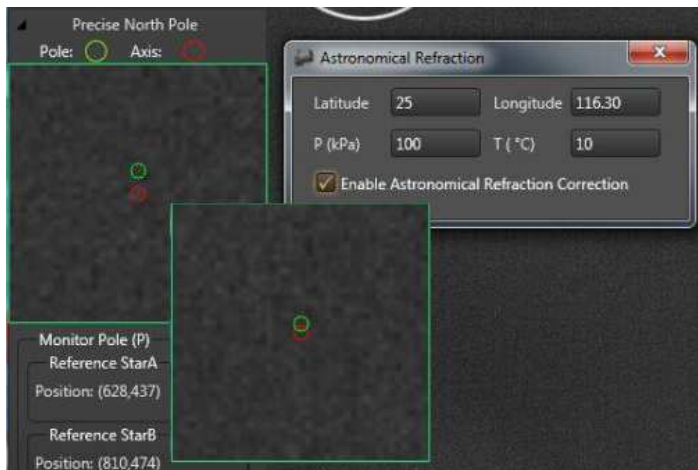 Precise North Pole
Pole: Axis:
Astronomical Refraction
Latitude 25 Longitude 116.30
P (kPa) 100 T ( °C) 10
Enable Astronomical Refraction Correction
Monitor Pole (P)
Reference StarA
Position: (628,437)
Reference StarB
Position: (810,474)